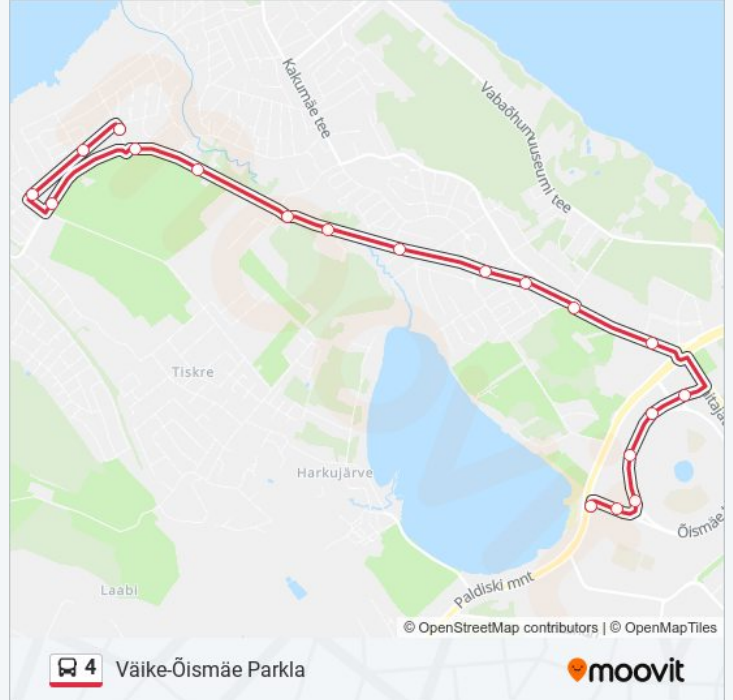 Kakumäe tee
Vabaõhumuuseumi tee
Tiskre
Harkujärve
Õismäe
Laabi
Paldiski mnt
© OpenStreetMap contributors | © OpenMapTiles
4 Väike-Õismäe Parkla
moovit